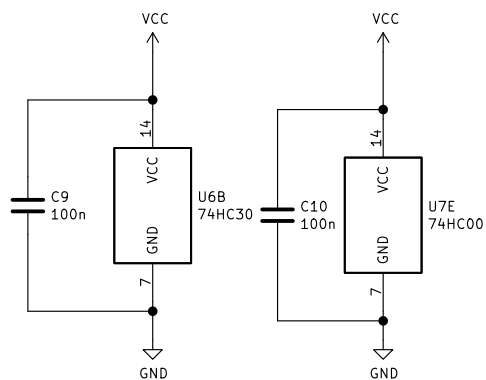 VCC
VCC
14
14
VCC
VCC
C9
100n
U6B
74HC30
C10
100n
U7E
74HC00
GND
GND
7
7
GND
GND